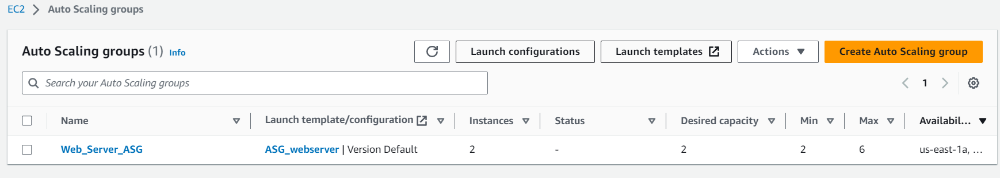 EC2 Auto Scaling groups
Auto Scaling groups (1) Info Launch configurations Launch templates Actions Create Auto Scaling group
Search your Auto Scaling groups 1
Name Launch template/configuration Instances Status Desired capacity Min Max Availabil...
Web_Server_ASG ASG_webserver | Version Default 2 - 2 2 6 us-east-1a, ...